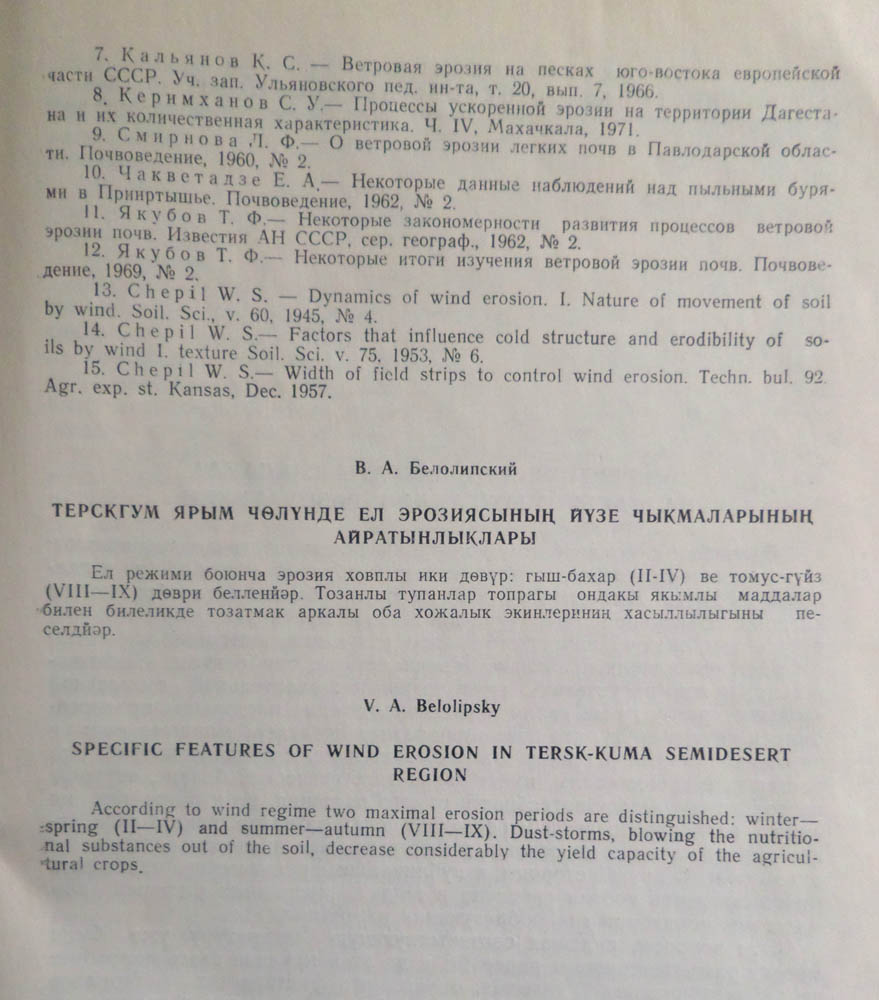 7. Кальянов К. С. — Ветровая эрозия на песках юго-востока европейской
части СССР. Уч. зап. Ульяновского пед. ин-та, т. 20, вып. 7, 1966.
8. Керимханов С. У.— Процессы ускоренной эрозии на территории Дагеста-
на и их количественная характеристика. Ч. IV, Махачкала, 1971.
9. Смирнова Л. Ф.— О ветровой эрозии легких почв в Павлодарской облас-
ти. Почвоведение, 1960, № 2.
10. Чакветадзе Е. А.— Некоторые данные наблюдений над пыльными буря-
ми в Прииртышье. Почвоведение, 1962, № 2.
11. Якубов Т. Ф.— Некоторые закономерности развития процессов ветровой
эрозии почв. Известия АН СССР, сер. географ., 1962, № 2.
12. Якубов Т. Ф.— Некоторые итоги изучения ветровой эрозии почв. Почвове-
дение, 1969, № 2.
13. Chepil W. S. — Dynamics of wind erosion. I. Nature of movement of soil
by wind. Soil. Sci., v. 60, 1945, № 4.
14. Chepil W. S.— Factors that influence cold structure and erodibility of so-
ils by wind I. texture Soil. Sci. v. 75, 1953, № 6.
15. Chepil W. S.— Width of field strips to control wind erosion. Techn. bul. 92.
Agr. exp. st. Kansas, Dec. 1957.
В. А. Белолипский
ТЕРСКГУМ ЯРЫМ ЧӨЛҮНДЕ ЕЛ ЭРОЗИЯСЫНЫҢ ЙҮЗЕ ЧЫКМАЛАРЫНЫҢ
АЙРАТЫНЛЫКЛАРЫ
Ел режими боюнча эрозия ховплы ики дөвүр: гыш-бахар (II-IV) ве томус-гүйз
(VIII—IX) дөври белленйәр. Тозанлы тупанлар топрагы ондакы якымлы маддалар
билен билеликде тозатмак аркалы оба хожалык экинлериниң хасыллылыгыны пе-
селдйәр.
V. A. Belolipsky
SPECIFIC FEATURES OF WIND EROSION IN TERSK-KUMA SEMIDESERT
REGION
According to wind regime two maximal erosion periods are distinguished: winter—
spring (II—IV) and summer—autumn (VIII—IX). Dust-storms, blowing the nutritio-
nal substances out of the soil, decrease considerably the yield capacity of the agricul-
tural crops.